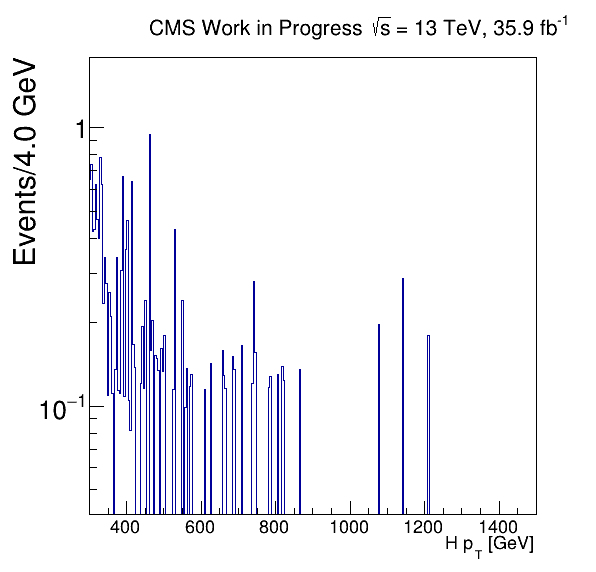 CMS Work in Progress √s = 13 TeV, 35.9 fb⁻¹
Events/4.0 GeV
1
10⁻¹
400 600 800 1000 1200 1400
H p_T [GeV]